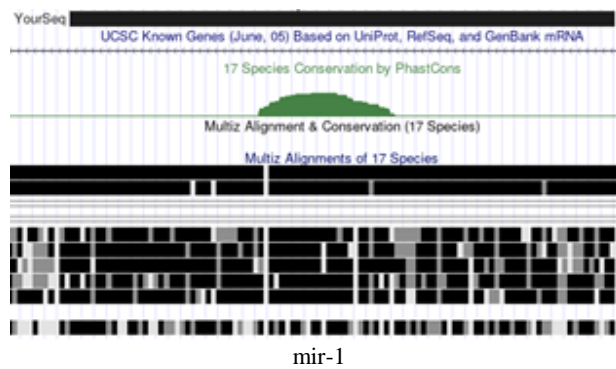 YourSeq
UCSC Known Genes (June, 05) Based on UniProt, RefSeq, and GenBank mRNA
17 Species Conservation by PhastCons
Multiz Alignment & Conservation (17 Species)
Multiz Alignments of 17 Species
mir-1